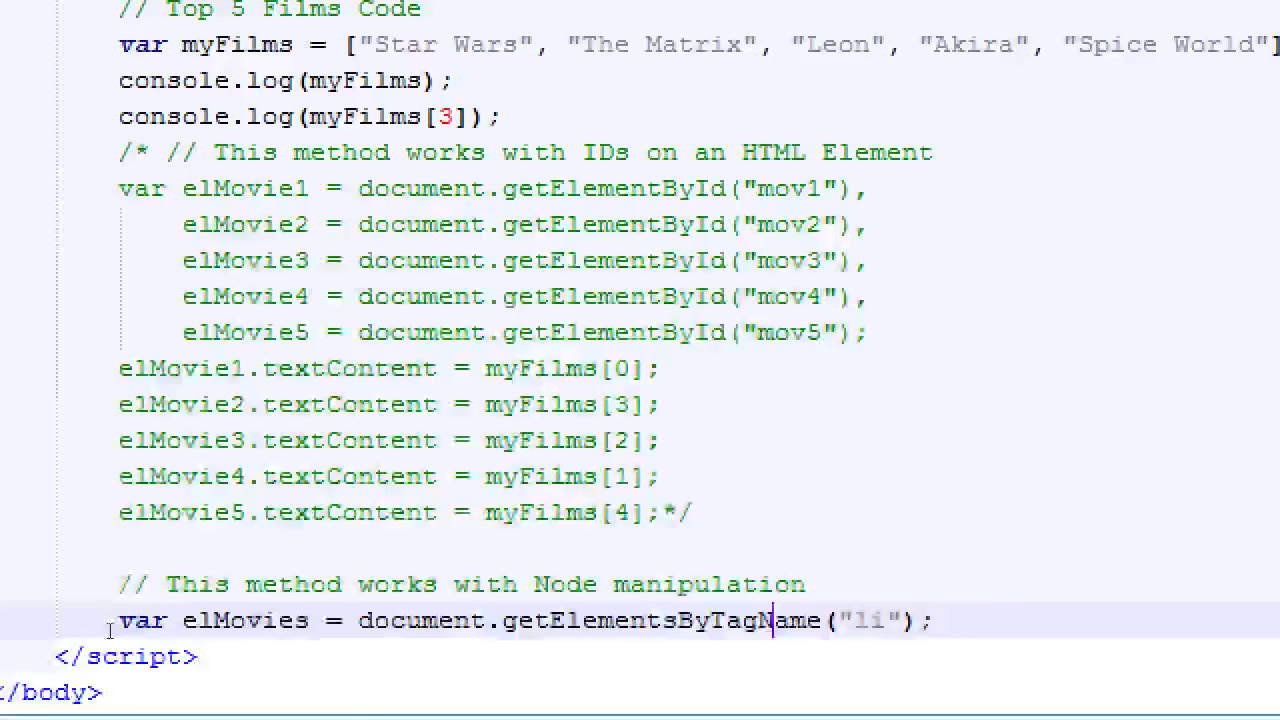 // Top 5 Films Code
var myFilms = ["Star Wars", "The Matrix", "Leon", "Akira", "Spice World"]
console.log(myFilms);
console.log(myFilms[3]);
/* // This method works with IDs on an HTML Element
var elMovie1 = document.getElementById("mov1"),
elMovie2 = document.getElementById("mov2"),
elMovie3 = document.getElementById("mov3"),
elMovie4 = document.getElementById("mov4"),
elMovie5 = document.getElementById("mov5");
elMovie1.textContent = myFilms[0];
elMovie2.textContent = myFilms[3];
elMovie3.textContent = myFilms[2];
elMovie4.textContent = myFilms[1];
elMovie5.textContent = myFilms[4];*/
// This method works with Node manipulation
var elMovies = document.getElementsByTagName("li");
</script>
</body>